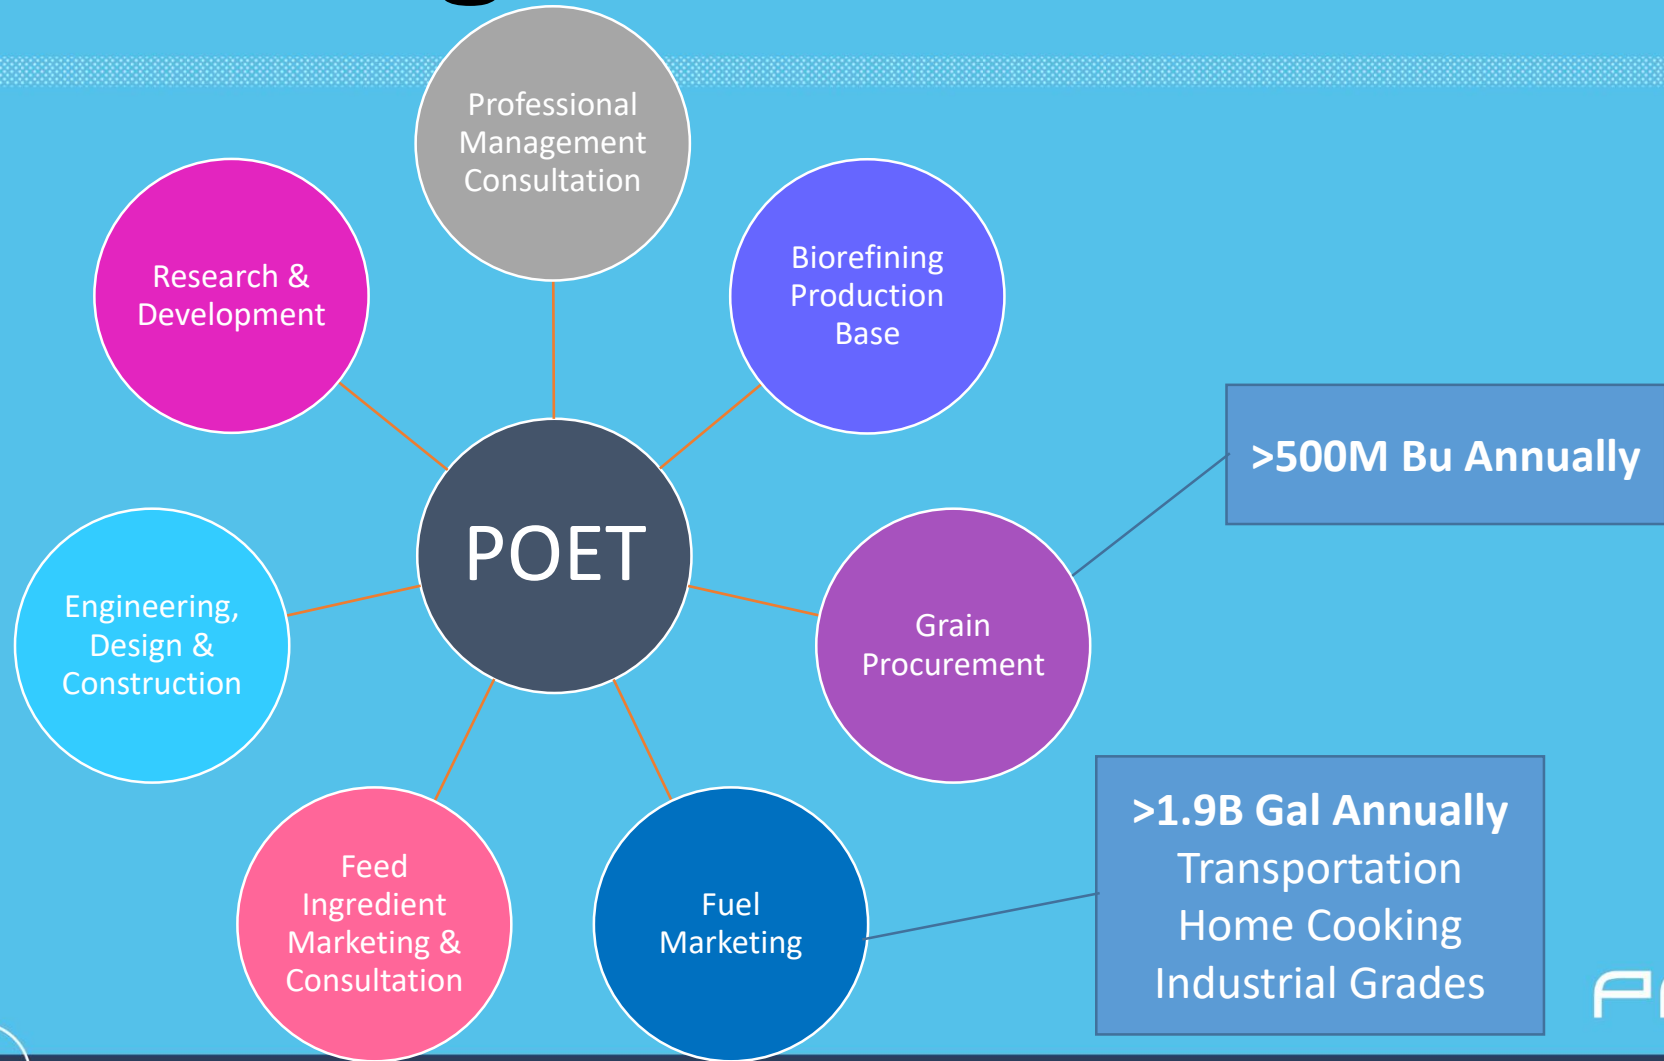 Professional
Management
Consultation
Research &
Development
Biorefining
Production
Base
>500M Bu Annually
POET
Engineering,
Design &
Construction
Grain
Procurement
>1.9B Gal Annually
Transportation
Home Cooking
Industrial Grades
Feed
Ingredient
Marketing &
Consultation
Fuel
Marketing